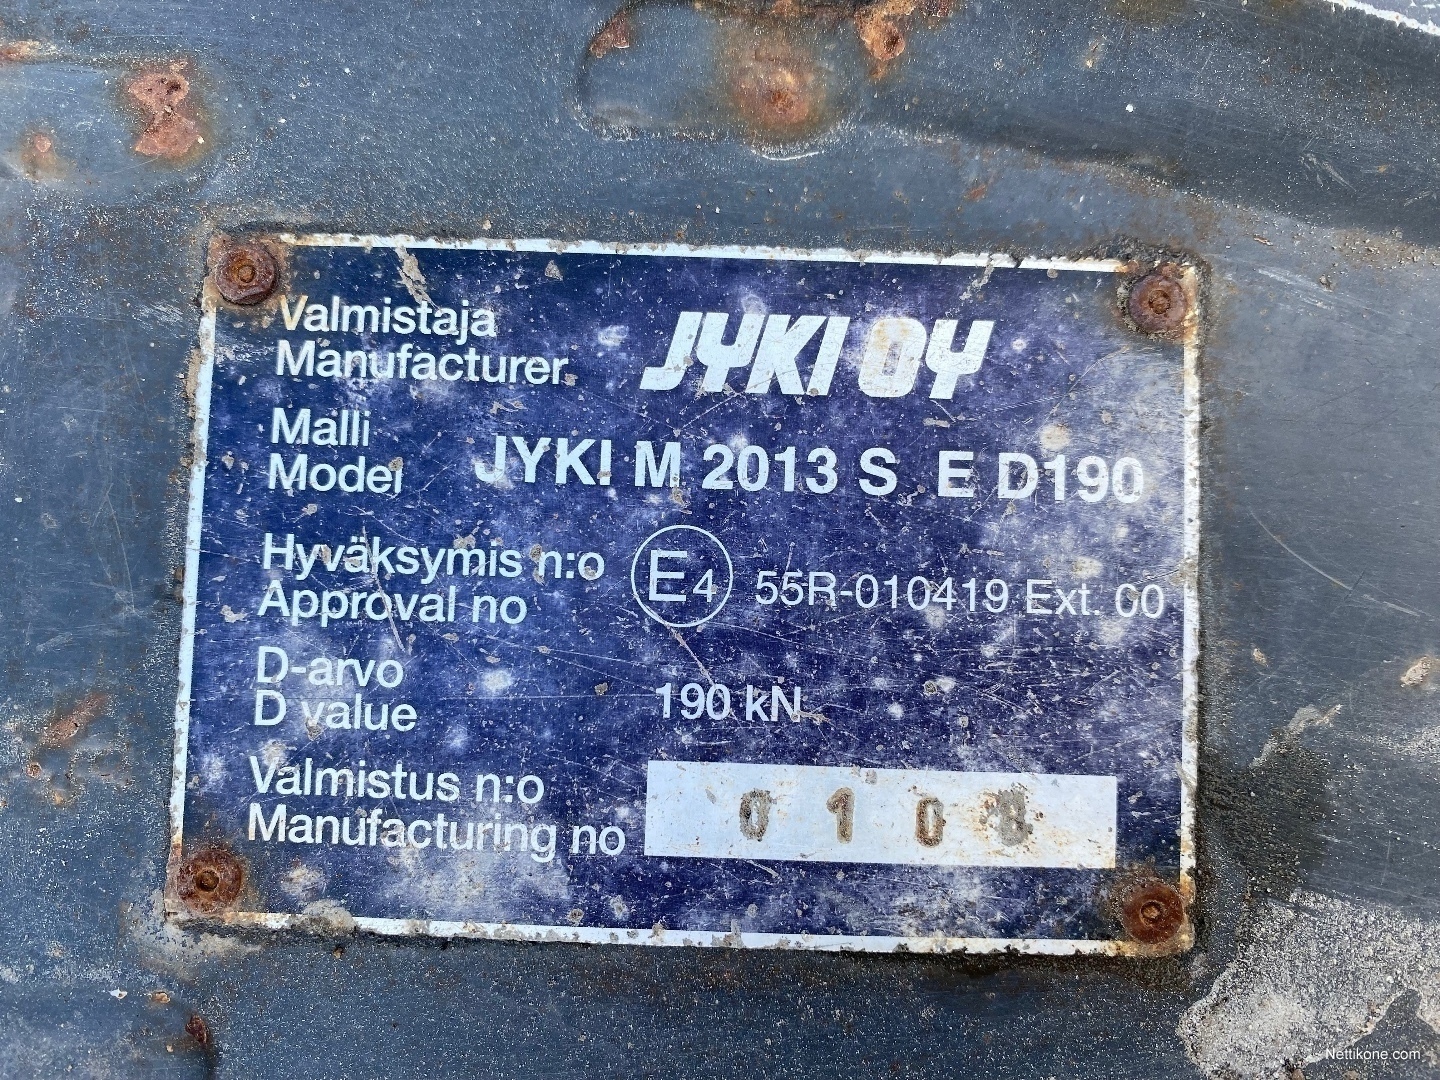 Valmistaja
Manufacturer
JYKI OY
Malli
Model
JYKI M 2013 S E D190
Hyväksymis n:o
Approval no
E4 55R-010419 Ext. 00
D-arvo
D value
190 kN
Valmistus n:o
Manufacturing no
Nettikone.com